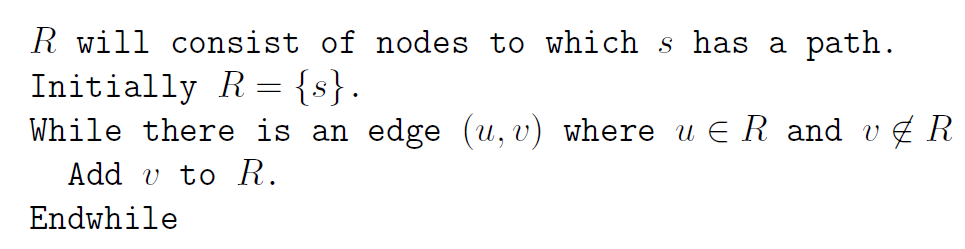 R will consist of nodes to which s has a path.
Initially R = {s}.
While there is an edge (u, v) where u ∈ R and v ∉ R
Add v to R.
Endwhile